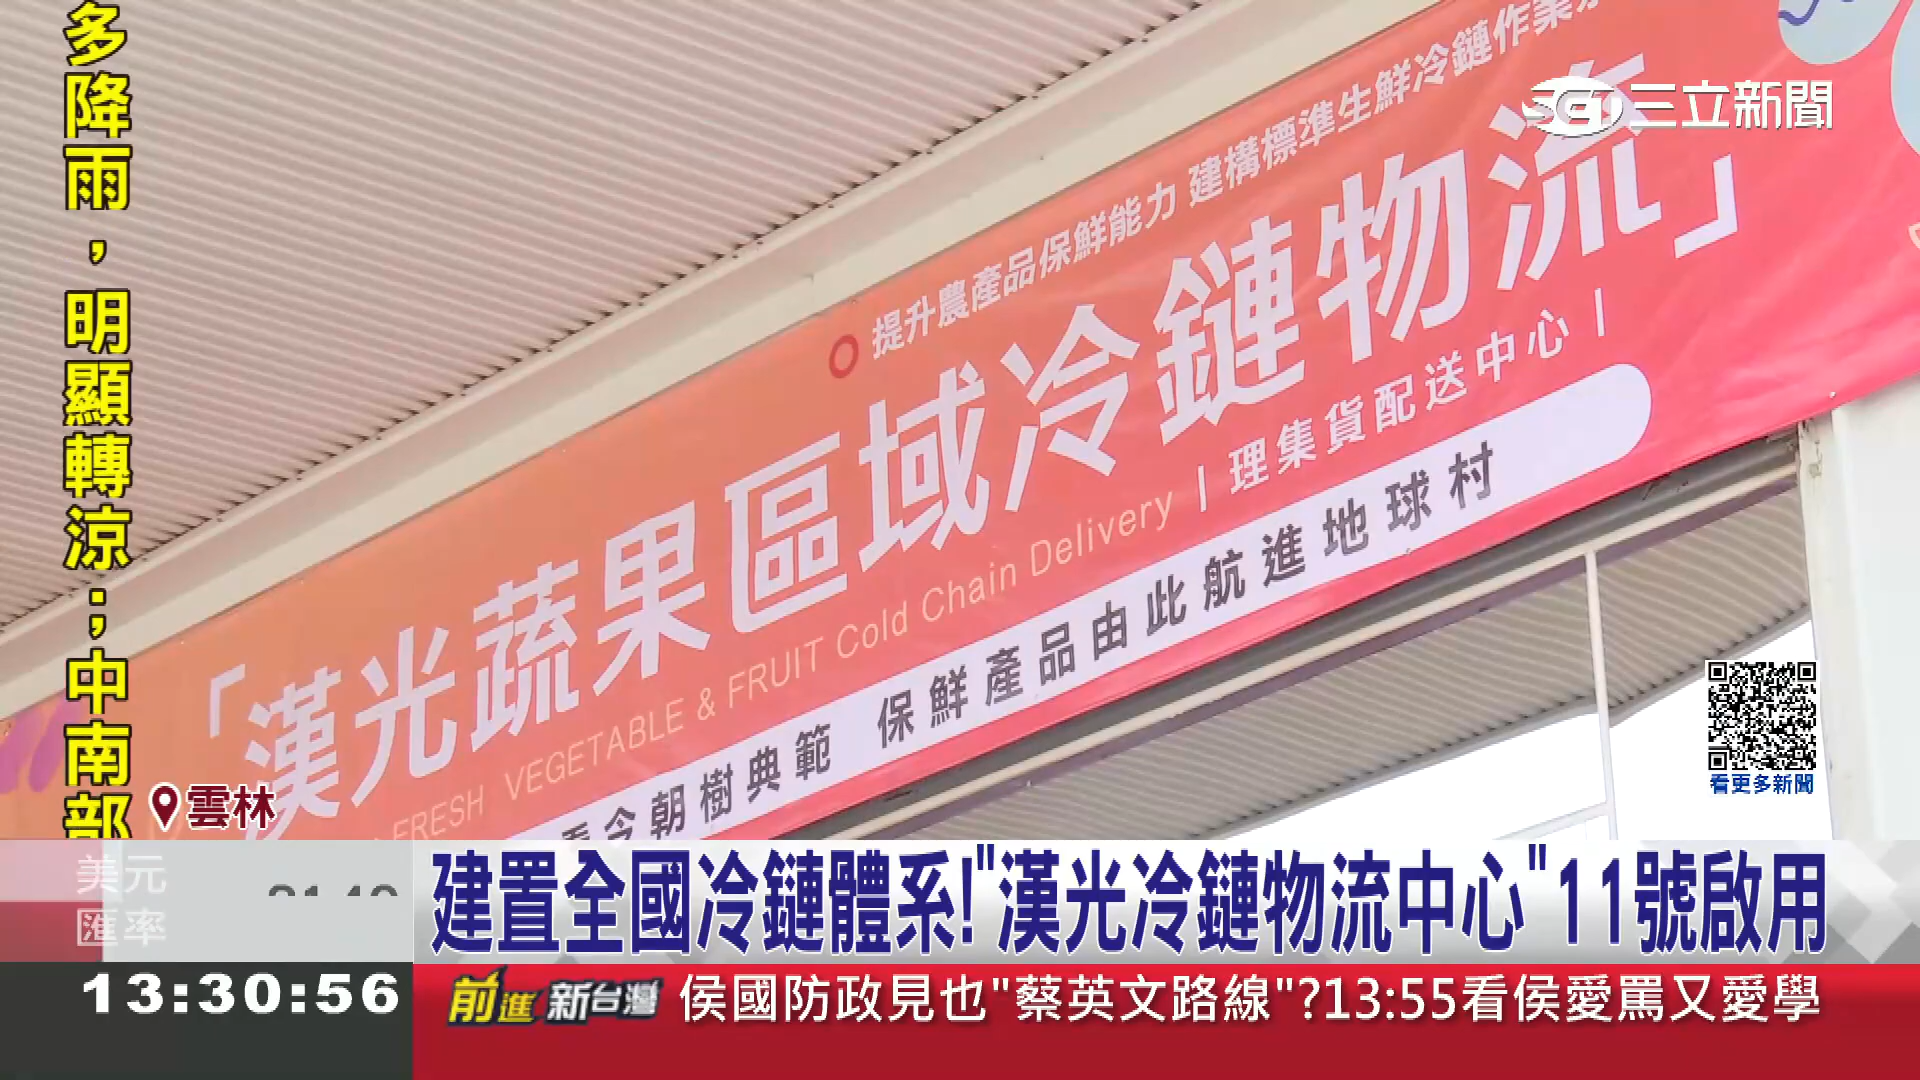 多降雨，明顯轉涼；中南部
三立新聞
提升農產品保鮮能力 建構標準生鮮冷鏈作業
「漢光蔬果區域冷鏈物流」
FRESH VEGETABLE & FRUIT Cold Chain Delivery | 理集貨配送中心 |
看今朝樹典範 保鮮產品由此航進地球村
看更多新聞
雲林
美元
匯率
建置全國冷鏈體系!"漢光冷鏈物流中心"11號啟用
13:30:56
前進新台灣
侯國防政見也"蔡英文路線"?13:55看侯愛罵又愛學